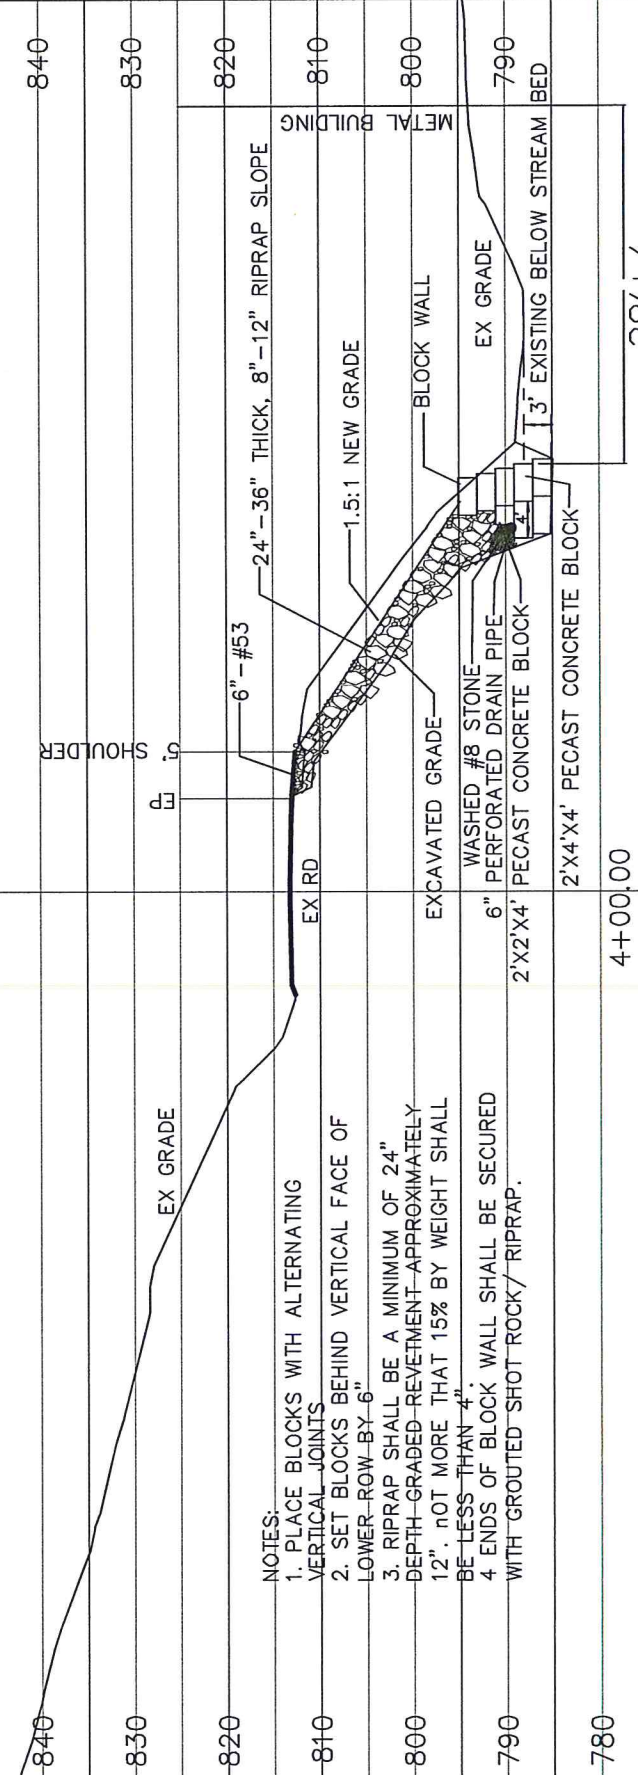 840
830
820
810
800
790
780
840
830
820
810
800
790
EX GRADE
NOTES:
1. PLACE BLOCKS WITH ALTERNATING
VERTICAL JOINTS
2. SET BLOCKS BEHIND VERTICAL FACE OF
LOWER ROW BY 6"
3. RIPRAP SHALL BE A MINIMUM OF 24"
DEPTH GRADED REVETMENT APPROXIMATELY
12". nOT MORE THAT 15% BY WEIGHT SHALL
BE LESS THAN 4".
4 ENDS OF BLOCK WALL SHALL BE SECURED
WITH GROUTED SHOT ROCK/ RIPRAP.
EX RD
EP
5' SHOULDER
6"-#53
24"-36" THICK, 8"-12" RIPRAP SLOPE
1.5:1 NEW GRADE
BLOCK WALL
METAL BUILDING
EX GRADE
3' EXISTING BELOW STREAM BED
EXCAVATED GRADE
WASHED #8 STONE
6" PERFORATED DRAIN PIPE
2'X2'X4' PECAST CONCRETE BLOCK
2'X4'X4' PECAST CONCRETE BLOCK
4'
4+00.00